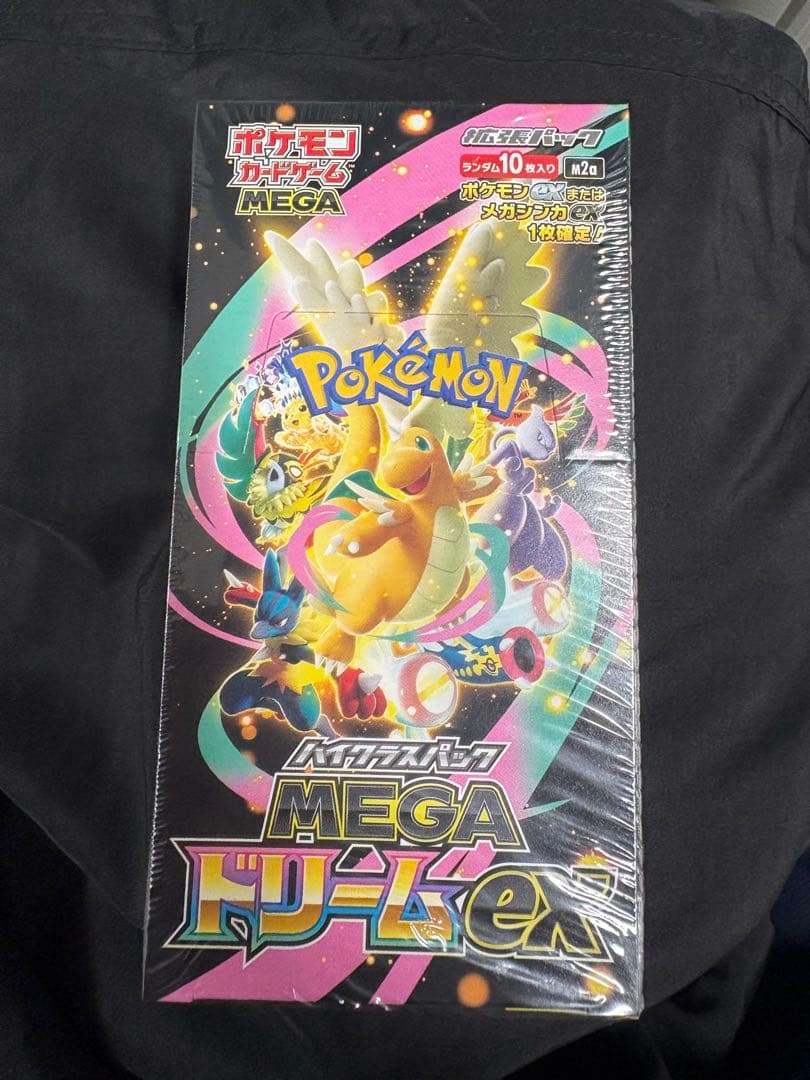 ポケモン
カードゲーム
MEGA
拡張パック
ランダム10枚入り M2a
ポケモンexまたは
メガシンカex
1枚確定!
POKéMON
TM
ハイクラスパック
MEGA
ドリームex